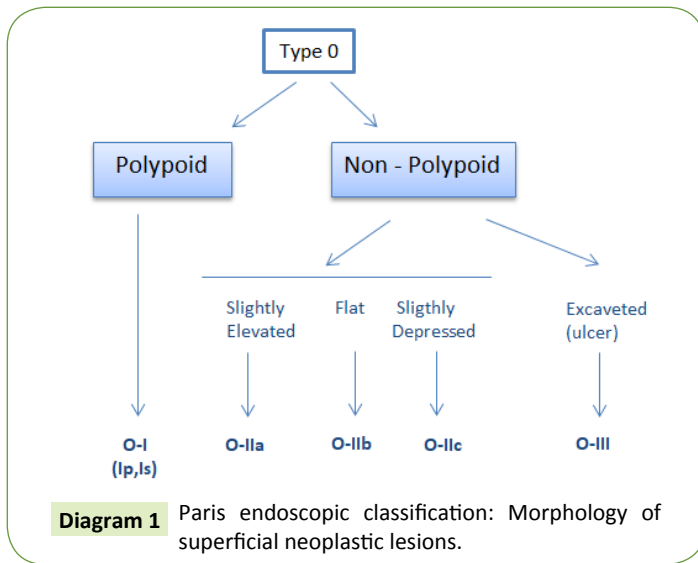 Type 0
Polypoid
Non - Polypoid
Slightly Flat Sligthly Excaveted
Elevated Depressed (ulcer)
O-I O-IIa O-IIb O-IIc O-III
(Ip,Is)
Diagram 1 Paris endoscopic classification: Morphology of
superficial neoplastic lesions.